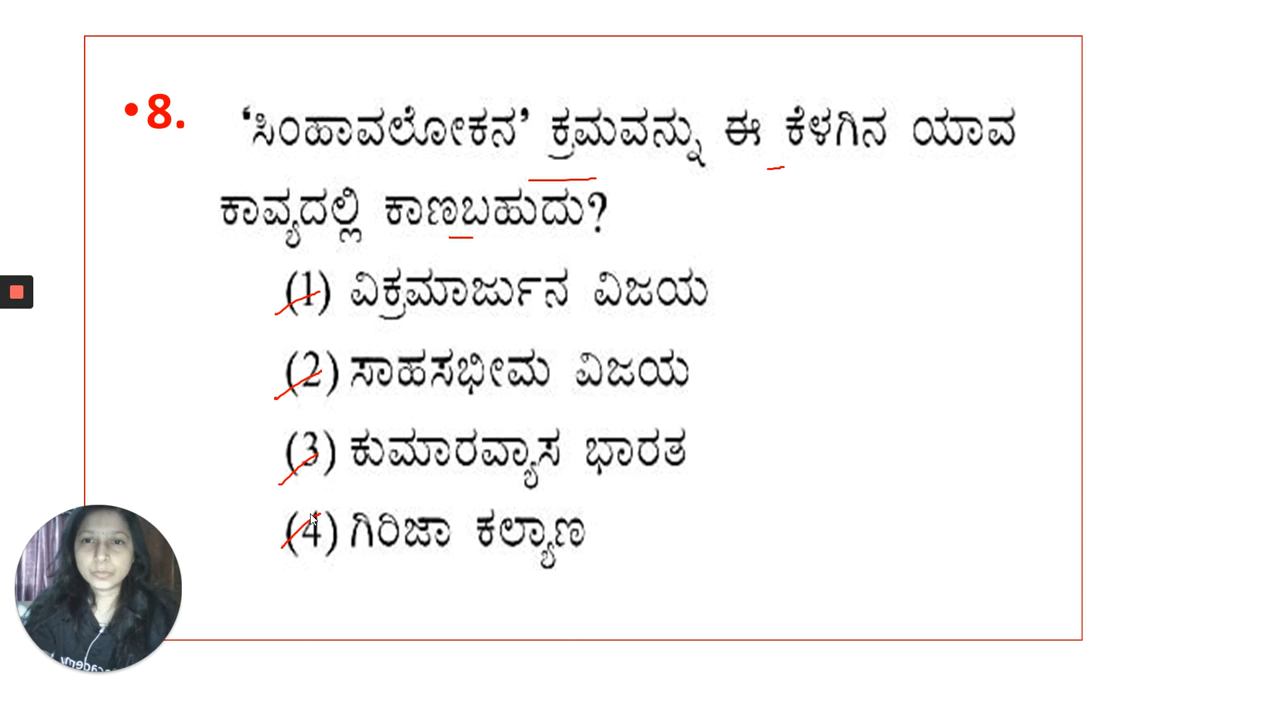 •8. ‘ಸಿಂಹಾವಲೋಕನ’ ಕ್ರಮವನ್ನು ಈ ಕೆಳಗಿನ ಯಾವ
ಕಾವ್ಯದಲ್ಲಿ ಕಾಣಬಹುದು?
(1) ವಿಕ್ರಮಾರ್ಜುನ ವಿಜಯ
(2) ಸಾಹಸಭೀಮ ವಿಜಯ
(3) ಕುಮಾರವ್ಯಾಸ ಭಾರತ
(4) ಗಿರಿಜಾ ಕಲ್ಯಾಣ